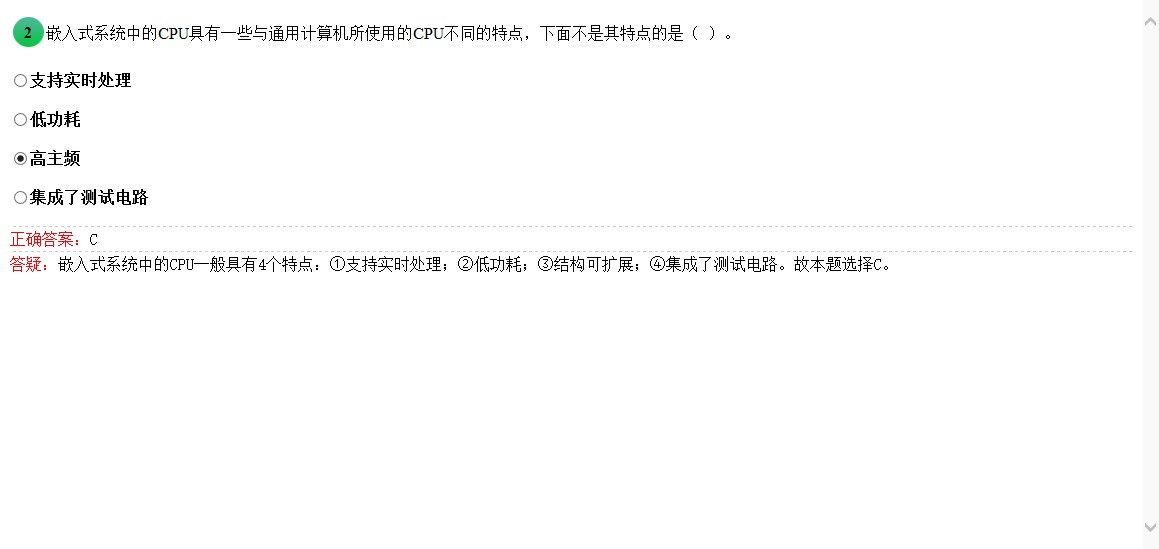 2 嵌入式系统中的CPU具有一些与通用计算机所使用的CPU不同的特点，下面不是其特点的是（ ）。
支持实时处理
低功耗
高主频
集成了测试电路
正确答案：C
答疑：嵌入式系统中的CPU一般具有4个特点：①支持实时处理；②低功耗；③结构可扩展；④集成了测试电路。故本题选择C。